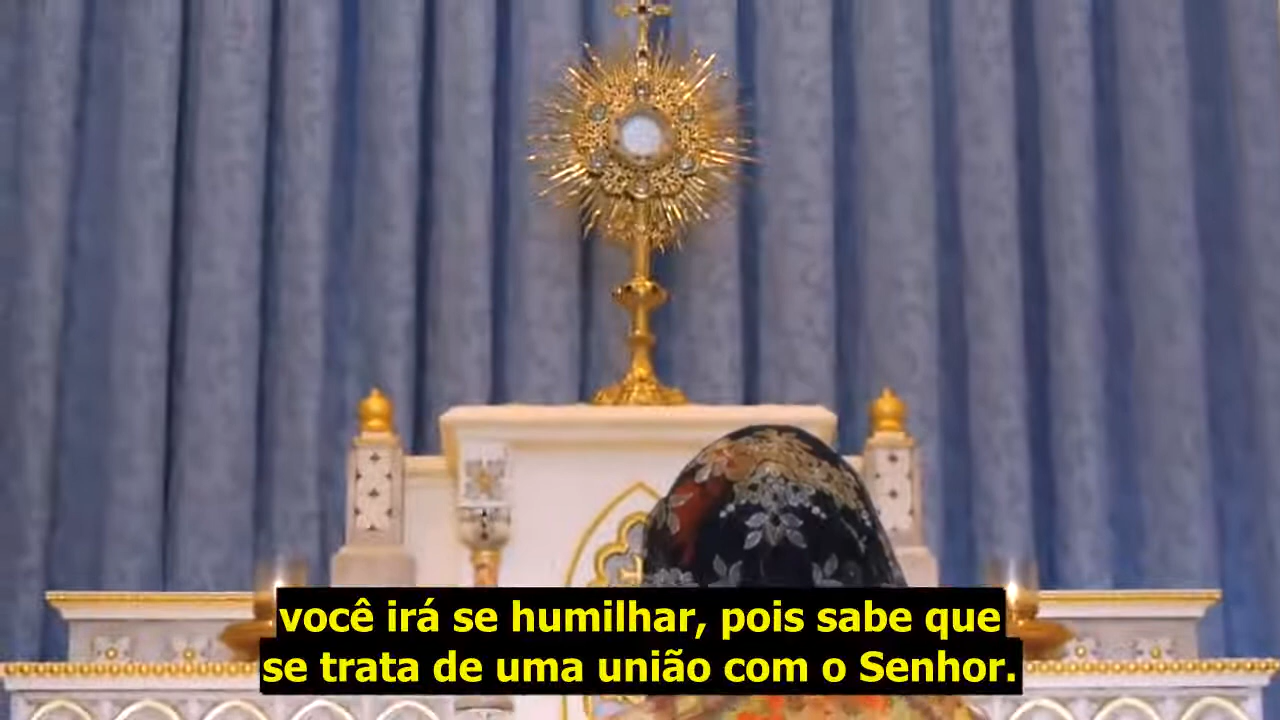 você irá se humilhar, pois sabe que
se trata de uma união com o Senhor.